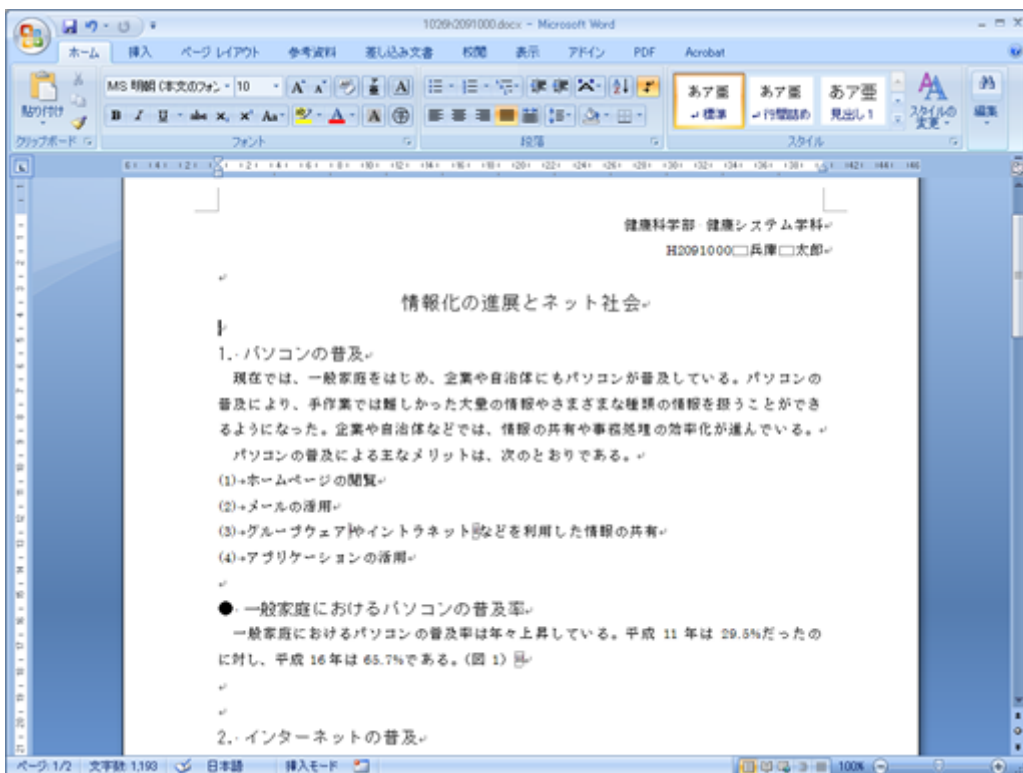 1026h2091000.docx - Microsoft Word
ホーム 挿入 ページ レイアウト 参考資料 差し込み文書 校閲 表示 アドイン PDF Acrobat
MS 明朝 (本文のフォン 10
あア亜 あア亜 あア亜
貼り付け
B I U abe x₂ x² Aa A
標準 行間詰め 見出し 1 スタイルの変更 編集
クリップボード フォント 段落 スタイル
健康科学部 健康システム学科
H2091000□兵庫□太郎
情報化の進展とネット社会
1. パソコンの普及
現在では、一般家庭をはじめ、企業や自治体にもパソコンが普及している。パソコンの
普及により、手作業では難しかった大量の情報やさまざまな種類の情報を扱うことができ
るようになった。企業や自治体などでは、情報の共有や事務処理の効率化が進んでいる。
パソコンの普及による主なメリットは、次のとおりである。
(1)→ホームページの閲覧
(2)→メールの活用
(3)→グループウェアやイントラネットなどを利用した情報の共有
(4)→アプリケーションの活用
● 一般家庭におけるパソコンの普及率
一般家庭におけるパソコンの普及率は年々上昇している。平成 11 年は 29.5%だったの
に対し、平成 16 年は 65.7%である。(図 1)
2. インターネットの普及
ページ: 1/2 文字数: 1,193 日本語 挿入モード 100%